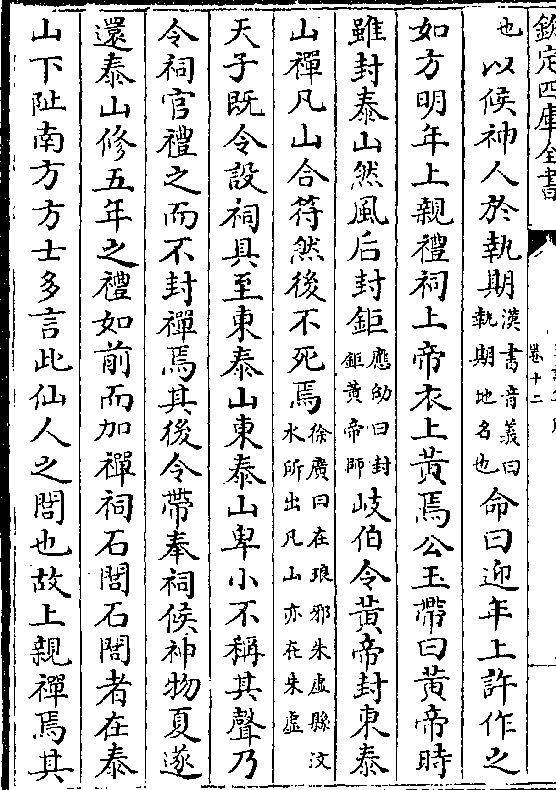 欽定四庫全書
卷十二
也以候神人於執期漢書音義曰執期地名也命曰迎年上許作之
如方明年上親禮祠上帝衣上黃焉公玉帶曰黃帝時
雖封泰山然風后封鉅應劭曰封鉅黃帝師岐伯令黃帝封東泰
山禪凡山合符然後不死焉徐廣曰在琅邪朱虛縣汶水所出凡山亦在朱虛
天子既令設祠具至東泰山東泰山卑小不稱其聲乃
令祠官禮之而不封禪焉其後令帶奉祠候神物夏遂
還泰山修五年之禮如前而加禪祠石閭石閭者在泰
山下阯南方方士多言此仙人之閭也故上親禪焉其